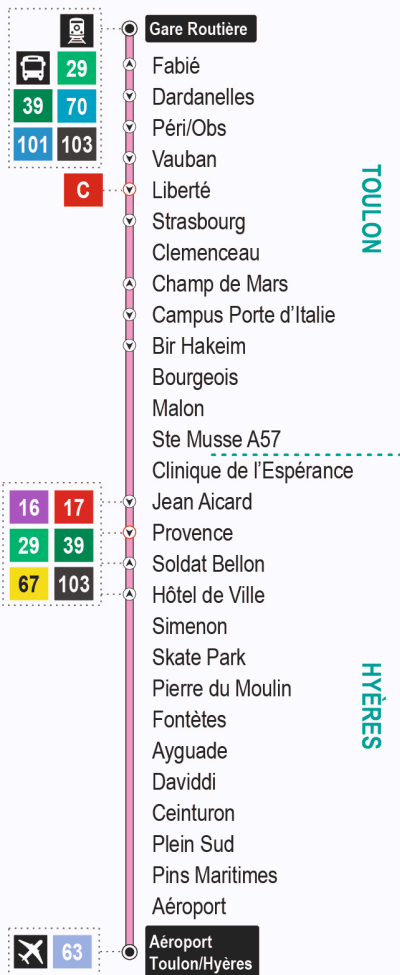 Gare Routière
29
39 70
101 103
C
Fabié
Dardanelles
Péri/Obs
Vauban
Liberté
Strasbourg
Clemenceau
Champ de Mars
Campus Porte d'Italie
Bir Hakeim
Bourgeois
Malon
Ste Musse A57
TOULON
Clinique de l'Espérance
Jean Aicard
Provence
Soldat Bellon
Hôtel de Ville
16 17
29 39
67 103
Simenon
Skate Park
Pierre du Moulin
Fontètes
Ayguade
Daviddi
Ceinturon
Plein Sud
Pins Maritimes
Aéroport
HYÈRES
63
Aéroport
Toulon/Hyères